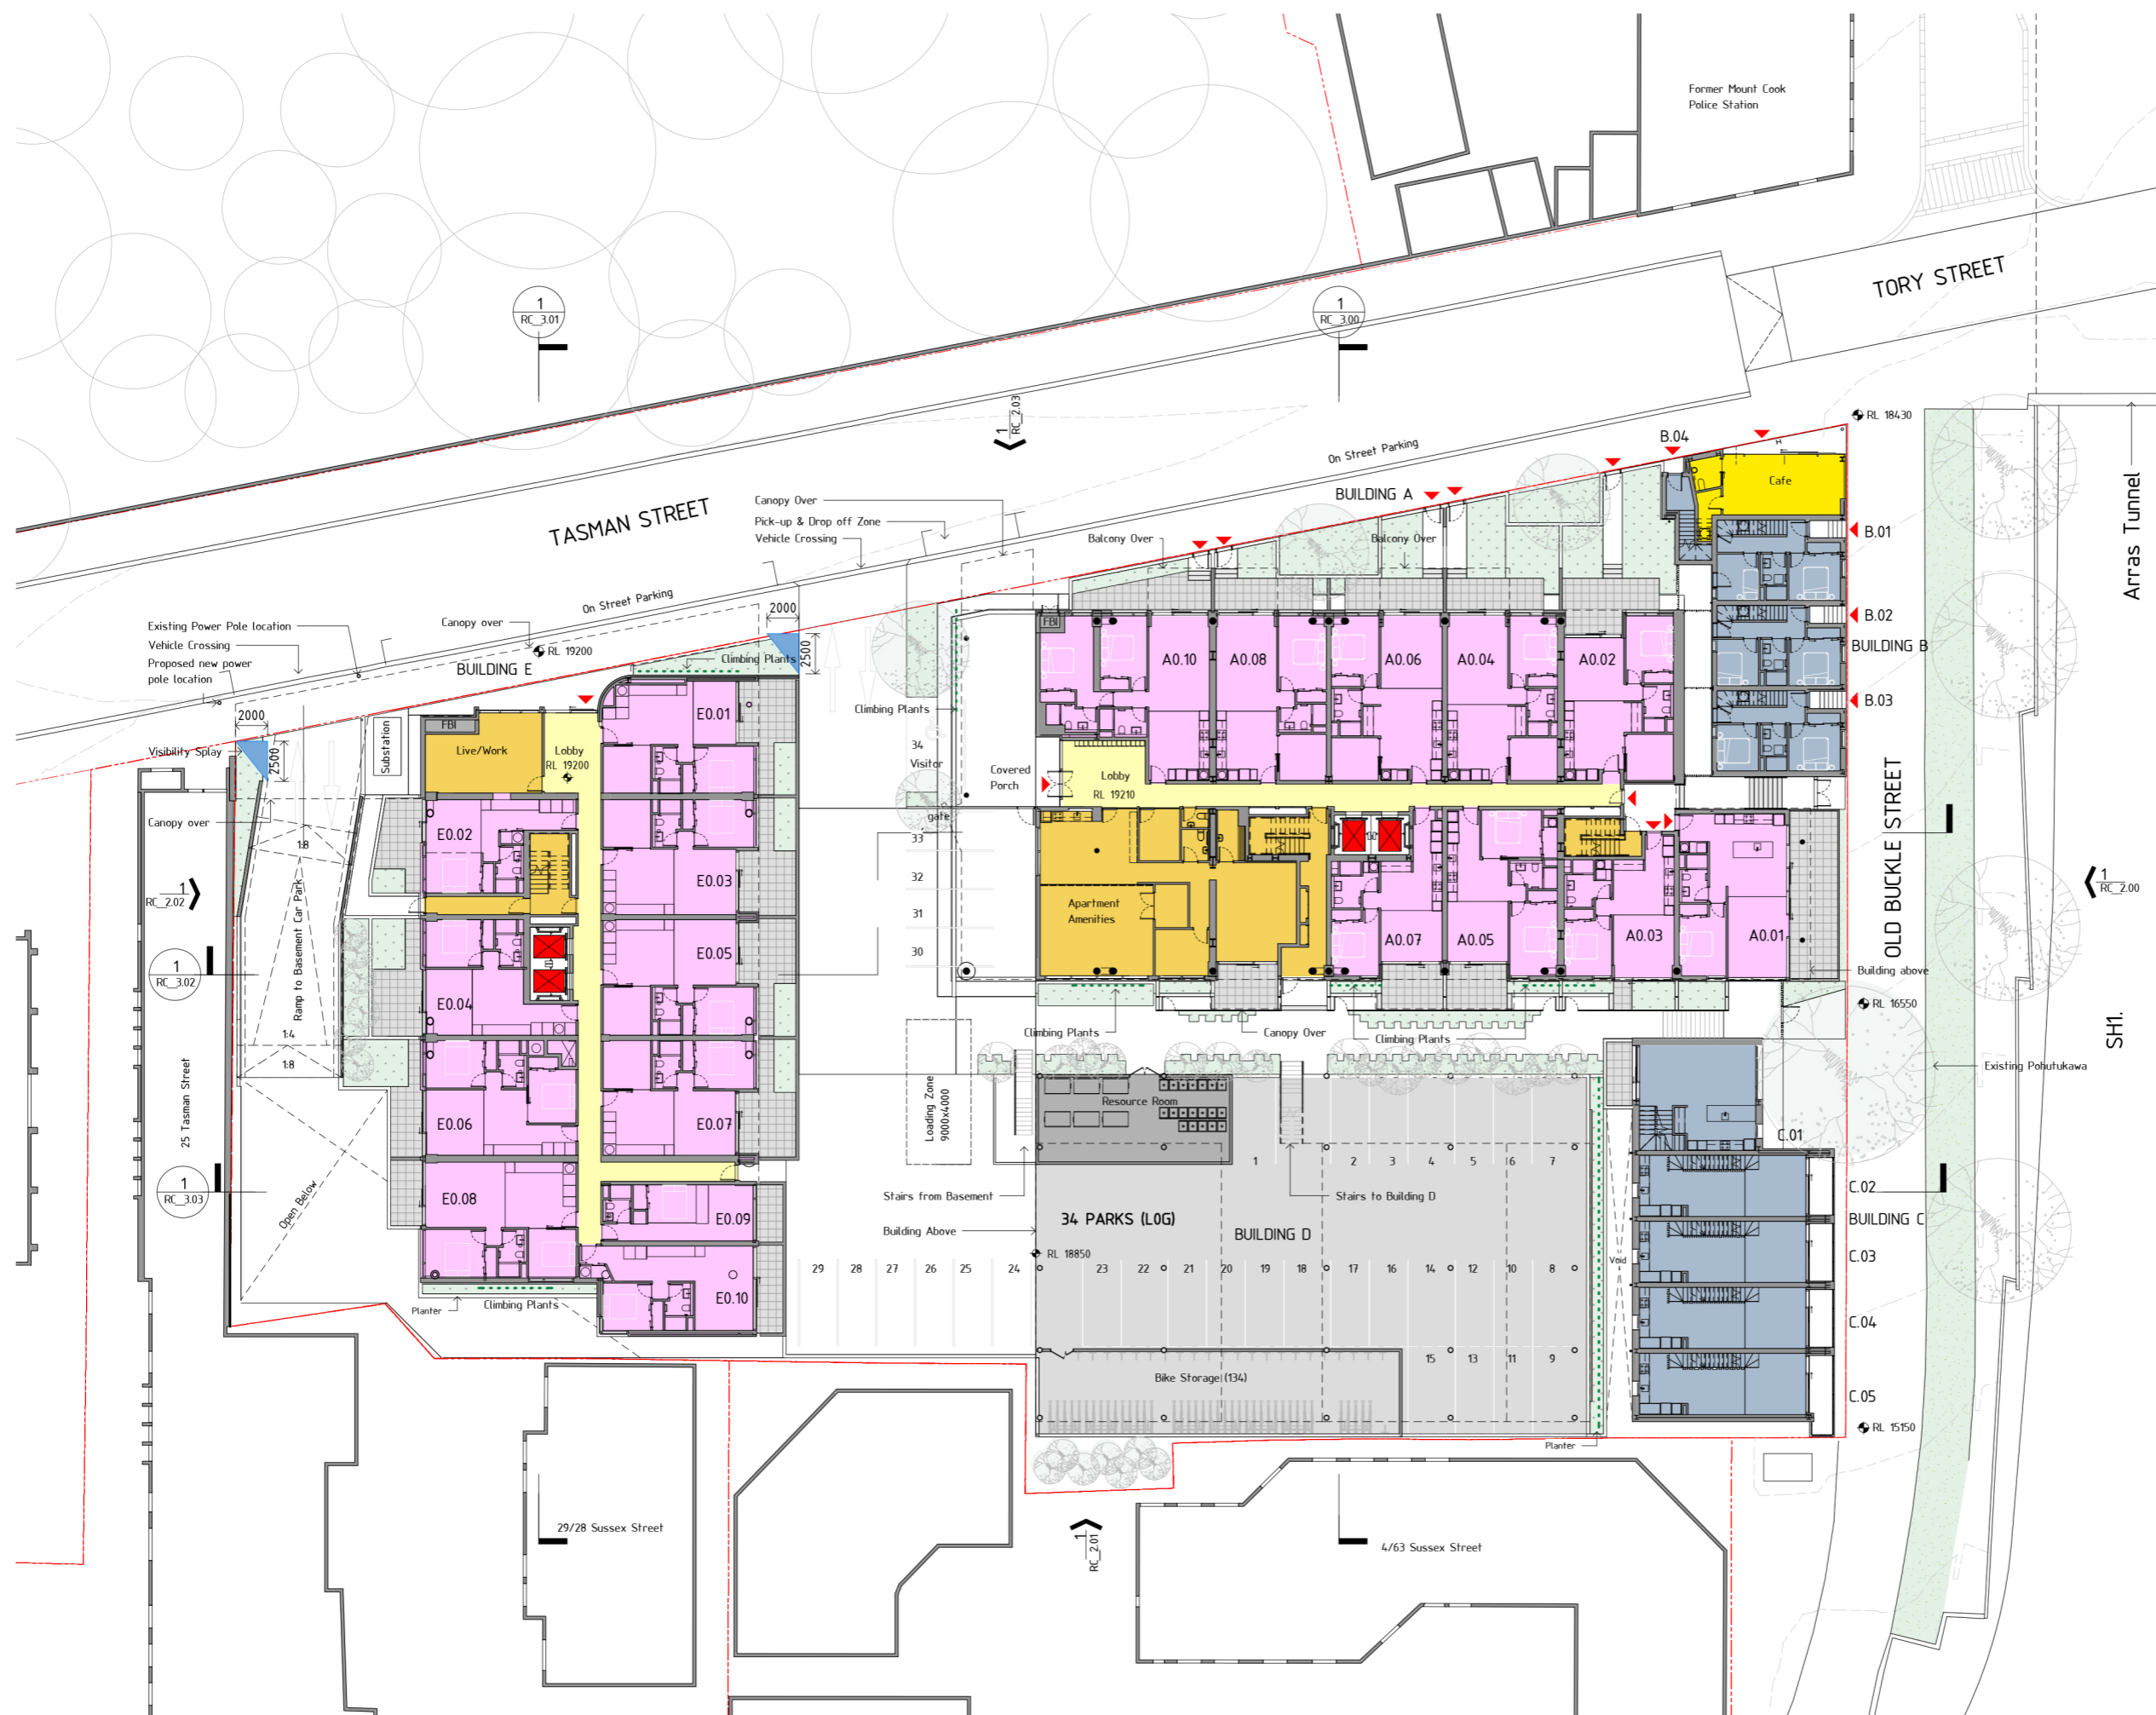 Former Mount Cook
Police Station
TORY STREET
1
RC_3.01
1
RC_3.00
1
RC_2.03
RL 18430
On Street Parking
B.04
Cafe
Arras Tunnel
TASMAN STREET
Canopy Over
Pick-up & Drop off Zone
Vehicle Crossing
BUILDING A
Balcony Over
Balcony Over
B.01
B.02
BUILDING B
B.03
On Street Parking
2000
2500
Existing Power Pole location
Vehicle Crossing
Proposed new power
pole location
Canopy over
RL 19200
BUILDING E
Climbing Plants
Climbing Plants
2000
2500
Visibility Splay
Substation
FBI
Live/Work
Lobby
RL 19200
E0.01
E0.02
E0.03
E0.04
E0.05
E0.06
E0.07
E0.08
E0.09
E0.10
Canopy over
1:8
Ramp to Basement Car Park
1:4
1:8
1
RC_2.02
1
RC_3.02
1
RC_3.03
25 Tasman Street
Open Below
Planter
Climbing Plants
34
Visitor
gate
33
32
31
30
Covered
Porch
FBI
A0.10
A0.08
A0.06
A0.04
A0.02
Lobby
RL 19210
Apartment
Amenities
A0.07
A0.05
A0.03
A0.01
OLD BUCKLE STREET
1
RC_2.00
Building above
RL 16550
SH1.
Existing Pohutukawa
Climbing Plants
Canopy Over
Climbing Plants
Loading Zone
9000x4000
Resource Room
Stairs from Basement
Stairs to Building D
Building Above
34 PARKS (L0G)
BUILDING D
RL 18850
1
2
3
4
5
6
7
29
28
27
26
25
24
23
22
21
20
19
18
17
16
14
12
10
8
15
13
11
9
Bike Storage (134)
Planter
Void
C.01
C.02
BUILDING C
C.03
C.04
C.05
RL 15150
29/28 Sussex Street
1
RC_2.01
4/63 Sussex Street